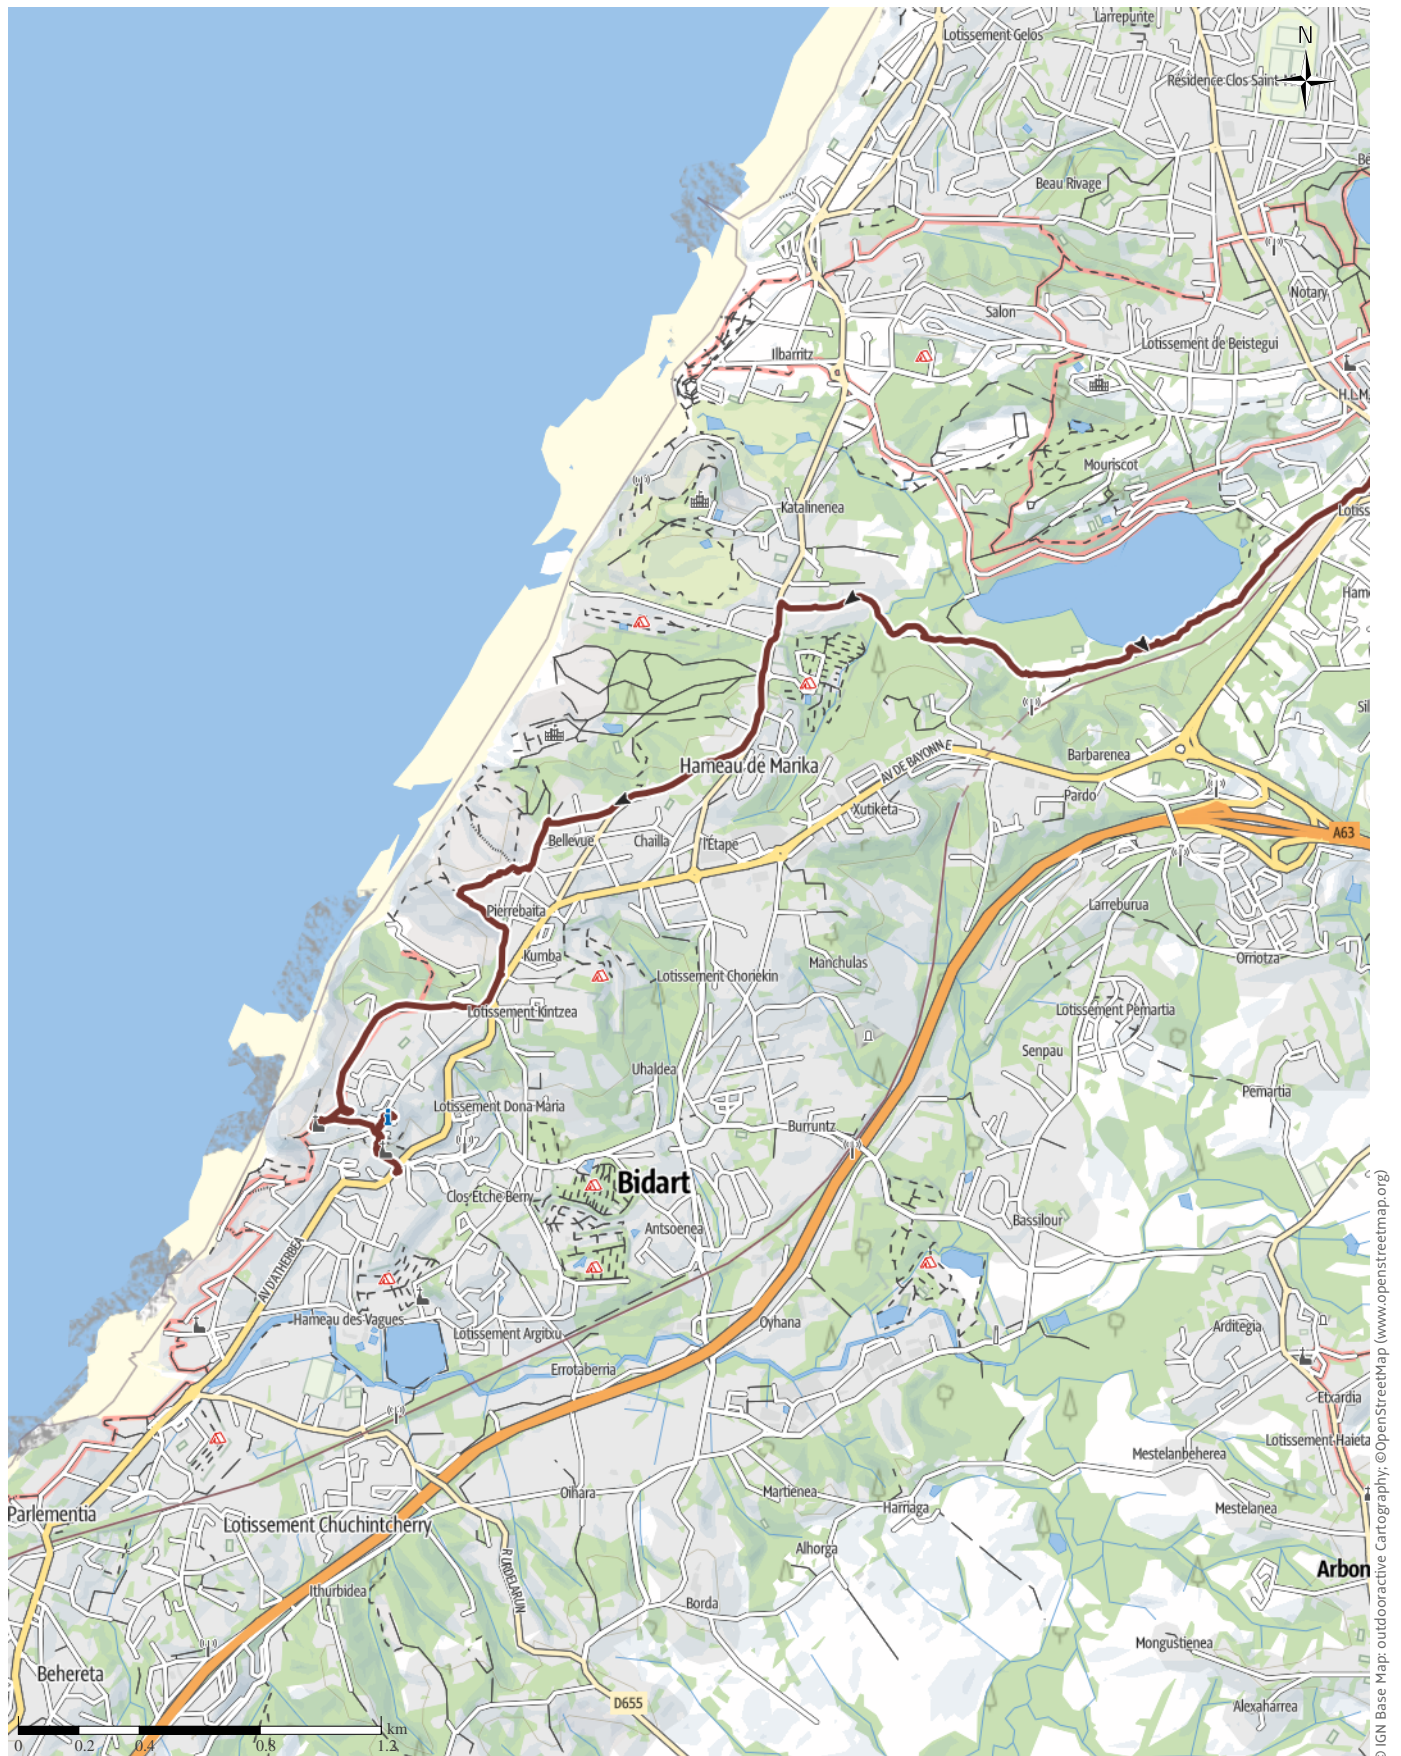 Larrepunte
Lotissement Gelos
N
Résidence Clos Saint-M
Bé
Beau Rivage
Notary
Salon
Lotissement de Beistegui
Ilbarritz
H.L.M
Mouriscot
Katalinenea
Lotiss
Ham
Sil
Hameau de Marika
AV DE BAYONNE
Barbarenea
Pardo
Xutiketa
A63
Bellevue
Chailla
l'Étape
Larreburua
Pierrebaita
Kumba
Manchulas
Orriotza
Lotissement Choriekin
Lotissement Kintzea
Lotissement Pemartia
Senpau
Uhaldea
Pemartia
Lotissement Dona Maria
Burruntz
Bidart
Clos Etche Berry
Antsoenea
Bassilour
AV D'ATHERBEA
Hameau des Vagues
Lotissement Argitxu
Oyhana
Arditegia
Errotaberria
Etxardia
Lotissement Haieta
Mestelanbeherea
Oihara
Martienea
Harriaga
Mestelanea
Parlementia
Lotissement Chuchintcherry
Alhorga
Arbon
R URDELARUN
Ithurbidea
Borda
Mongustienea
Behereta
D655
Alexaharrea
km
0 0.2 0.4 0.8 1.2
© IGN Base Map: outdooractive Cartography; ©OpenStreetMap (www.openstreetmap.org)